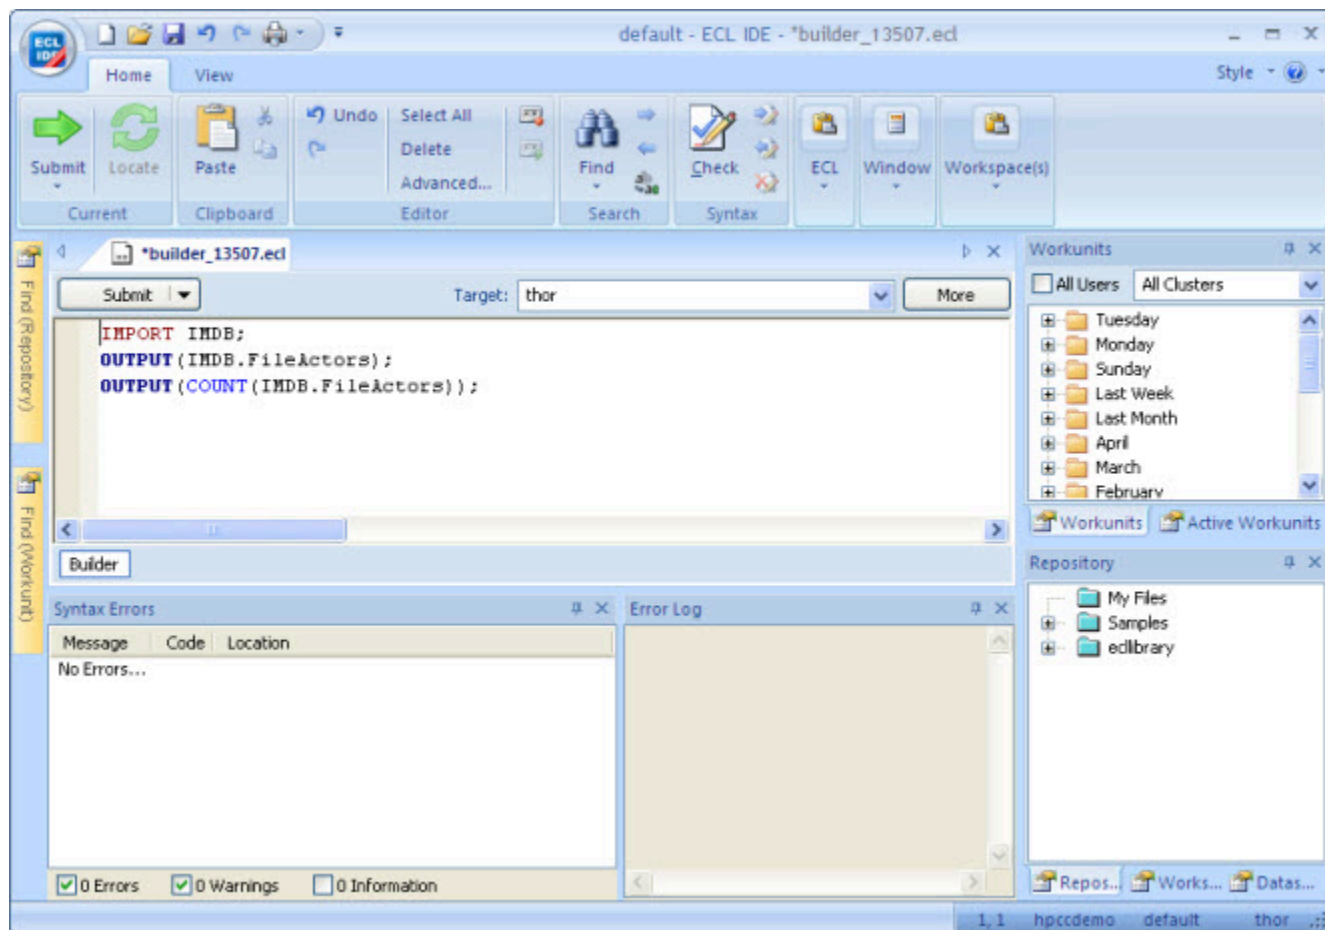 default - ECL IDE - *builder_13507.ecl
ECL
IDE
Home View Style
Submit Locate Paste Undo Select All Delete Advanced... Find Check ECL Window Workspace(s)
Current Clipboard Editor Search Syntax
*builder_13507.ecl
Submit Target: thor More
IMPORT IMDB;
OUTPUT(IMDB.FileActors);
OUTPUT(COUNT(IMDB.FileActors));
Builder
Find (Repository)
Find (Workunit)
Syntax Errors
Message Code Location
No Errors...
0 Errors 0 Warnings 0 Information
Error Log
Workunits
All Users All Clusters
Tuesday
Monday
Sunday
Last Week
Last Month
April
March
February
Workunits Active Workunits
Repository
My Files
Samples
eclibrary
Repos... Works... Datas...
1, 1 hpccdemo default thor